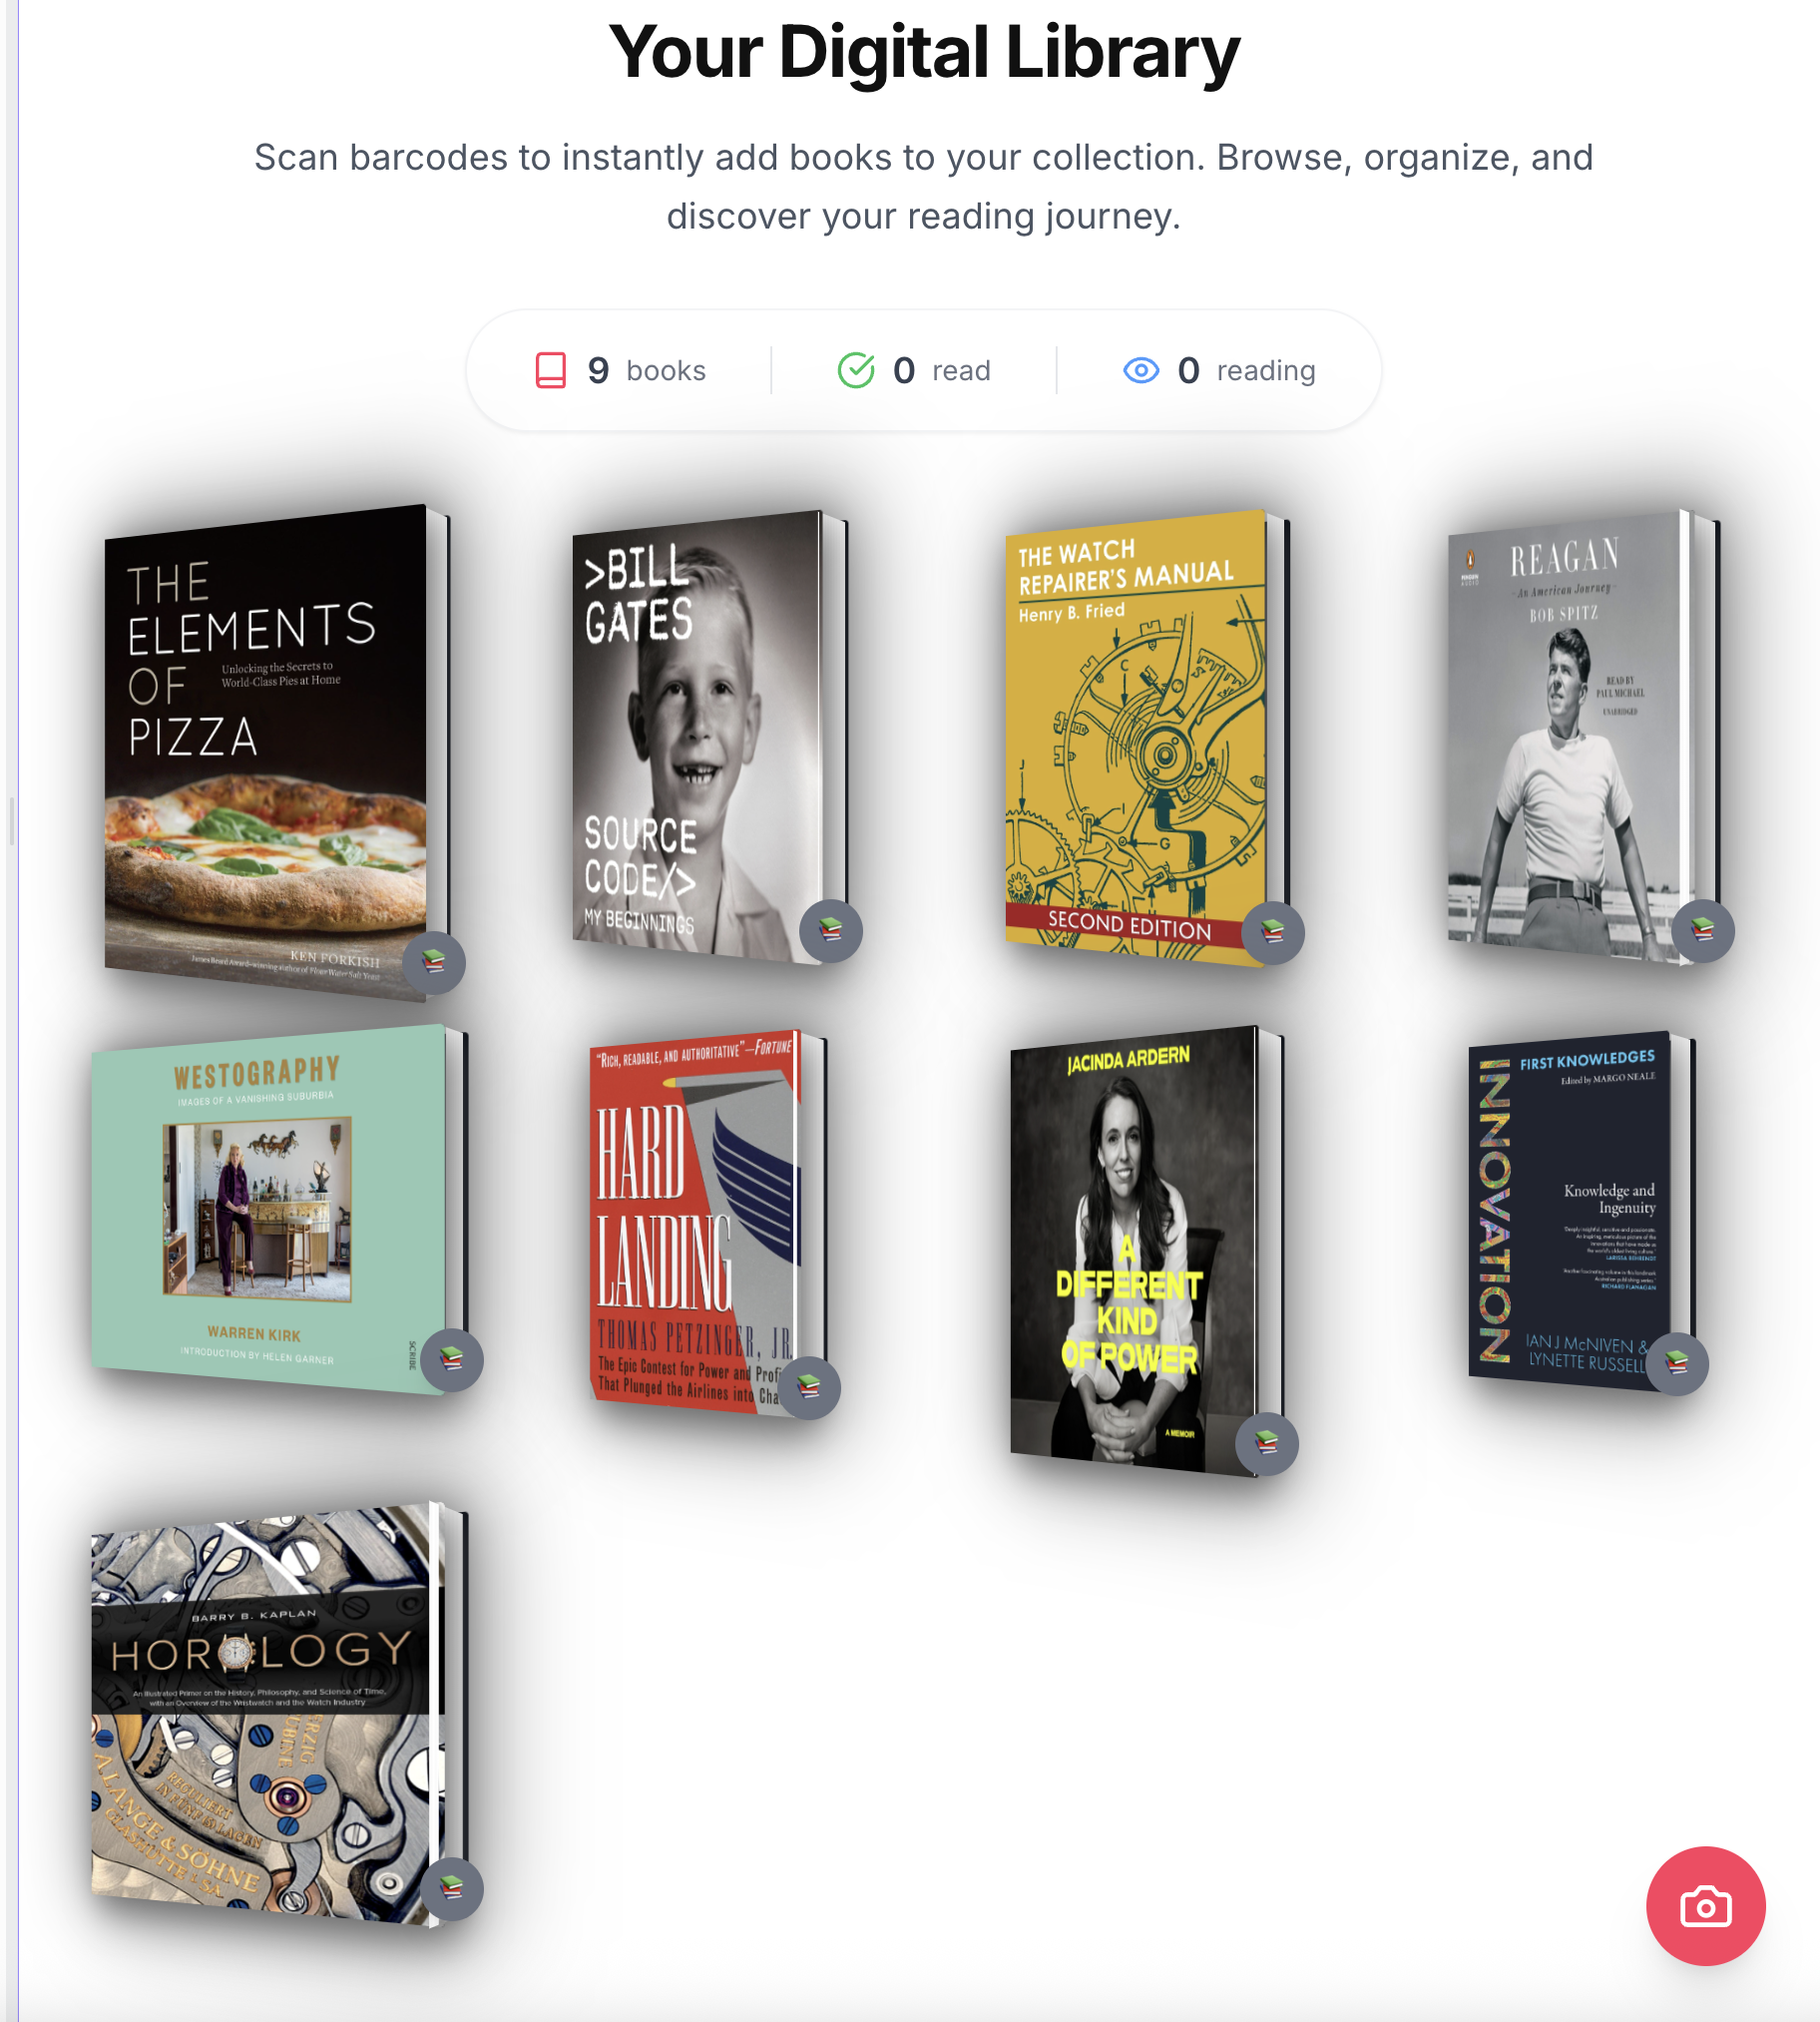 Your Digital Library
Scan barcodes to instantly add books to your collection. Browse, organize, and
discover your reading journey.
9 books
0 read
0 reading
THE
ELEMENTS
OF
PIZZA
Unlocking the Secrets to
World-Class Pies at Home
KEN FORKISH
James Beard Award–winning author of Flour Water Salt Yeast
>BILL
GATES
SOURCE
CODE/>
MY BEGINNINGS
THE WATCH
REPAIRER'S MANUAL
Henry B. Fried
C
J
I
G
SECOND EDITION
PENGUIN
AUDIO
REAGAN
-An American Journey-
BOB SPITZ
READ BY
PAUL MICHAEL
UNABRIDGED
WESTOGRAPHY
IMAGES OF A VANISHING SUBURBIA
WARREN KIRK
INTRODUCTION BY HELEN GARNER
SCRIBE
"RICH, READABLE, AND AUTHORITATIVE"—FORTUNE
HARD
LANDING
THOMAS PETZINGER, JR.
The Epic Contest for Power and Prof
That Plunged the Airlines into Cha
JACINDA ARDERN
A
DIFFERENT
KIND
OF POWER
A MEMOIR
FIRST KNOWLEDGES
Edited by MARGO NEALE
INNOVATION
Knowledge and
Ingenuity
LARISSA BEHRENDT
RICHARD FLANAGAN
IAN J McNIVEN &
LYNETTE RUSSELL
BARRY B. KAPLAN
HOROLOGY
An Illustrated Primer on the History, Philosophy, and Science of Time,
with an Overview of the Wristwatch and the Watch Industry
A. LANGE & SÖHNE
GLASHÜTTE I/SA.